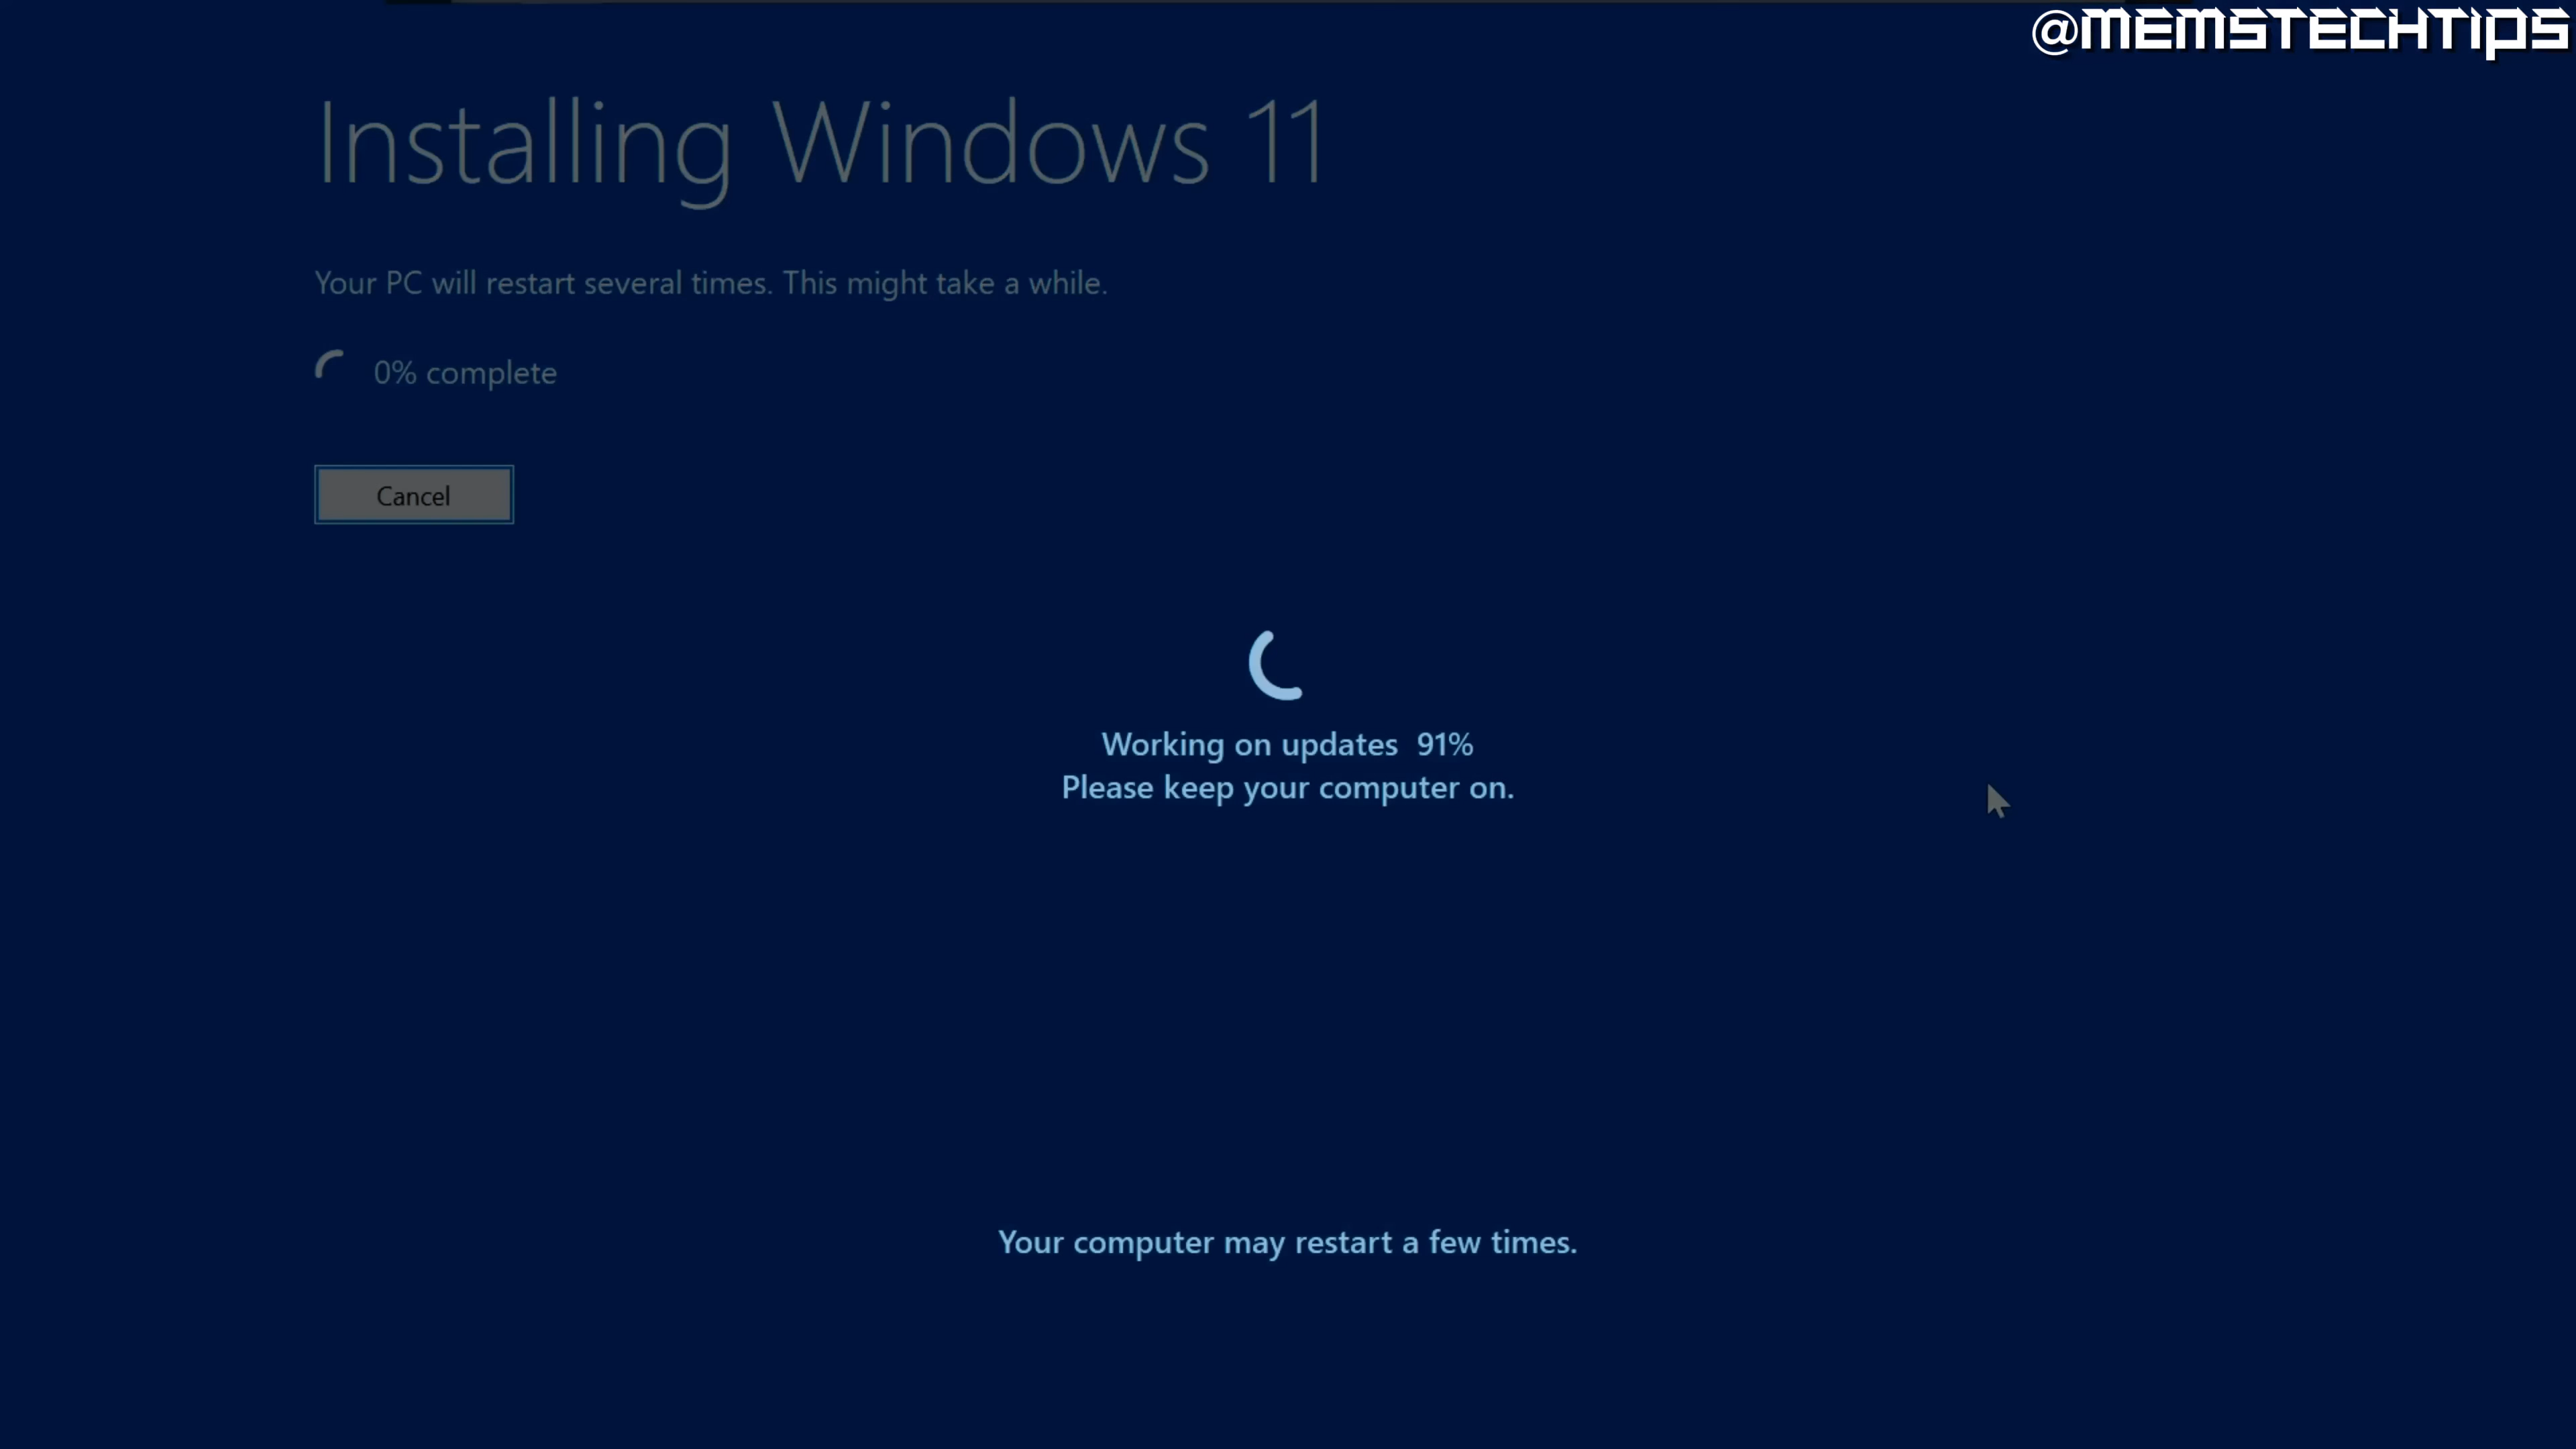 @MEMSTECHTIPS
Installing Windows 11
Your PC will restart several times. This might take a while.
0% complete
Cancel
Working on updates  91%
Please keep your computer on.
Your computer may restart a few times.